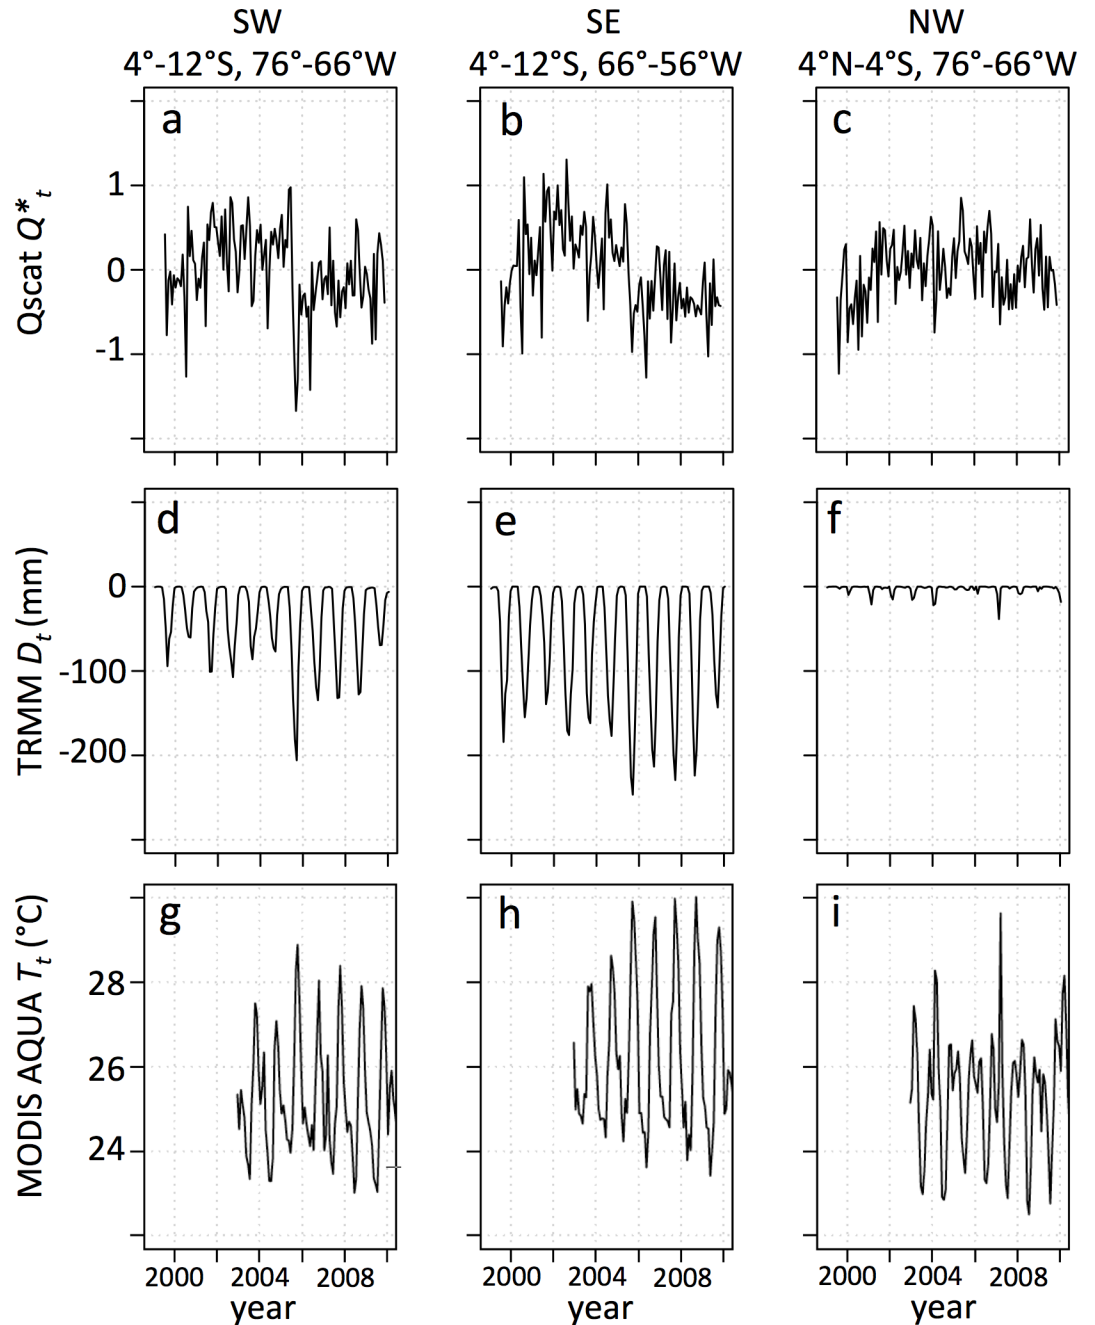 SW
4°-12°S, 76°-66°W
SE
4°-12°S, 66°-56°W
NW
4°N-4°S, 76°-66°W
Qscat Q*t
1
0
-1
a
b
c
TRMM Dt (mm)
0
-100
-200
d
e
f
MODIS AQUA Tt (°C)
28
26
24
g
h
i
2000 2004 2008
year
2000 2004 2008
year
2000 2004 2008
year